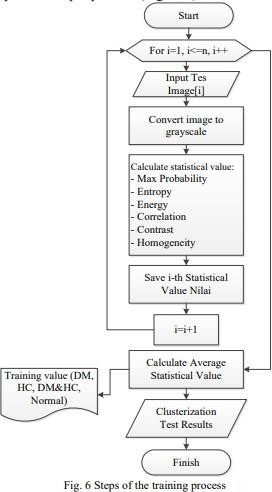 Start
For i=1, i<=n, i++
Input Tes
Image[i]
Convert image to
grayscale
Calculate statistical value:
- Max Probability
- Entropy
- Energy
- Correlation
- Contrast
- Homogeneity
Save i-th Statistical
Value Nilai
i=i+1
Calculate Average
Statistical Value
Training value (DM,
HC, DM&HC,
Normal)
Clusterization
Test Results
Finish
Fig. 6 Steps of the training process